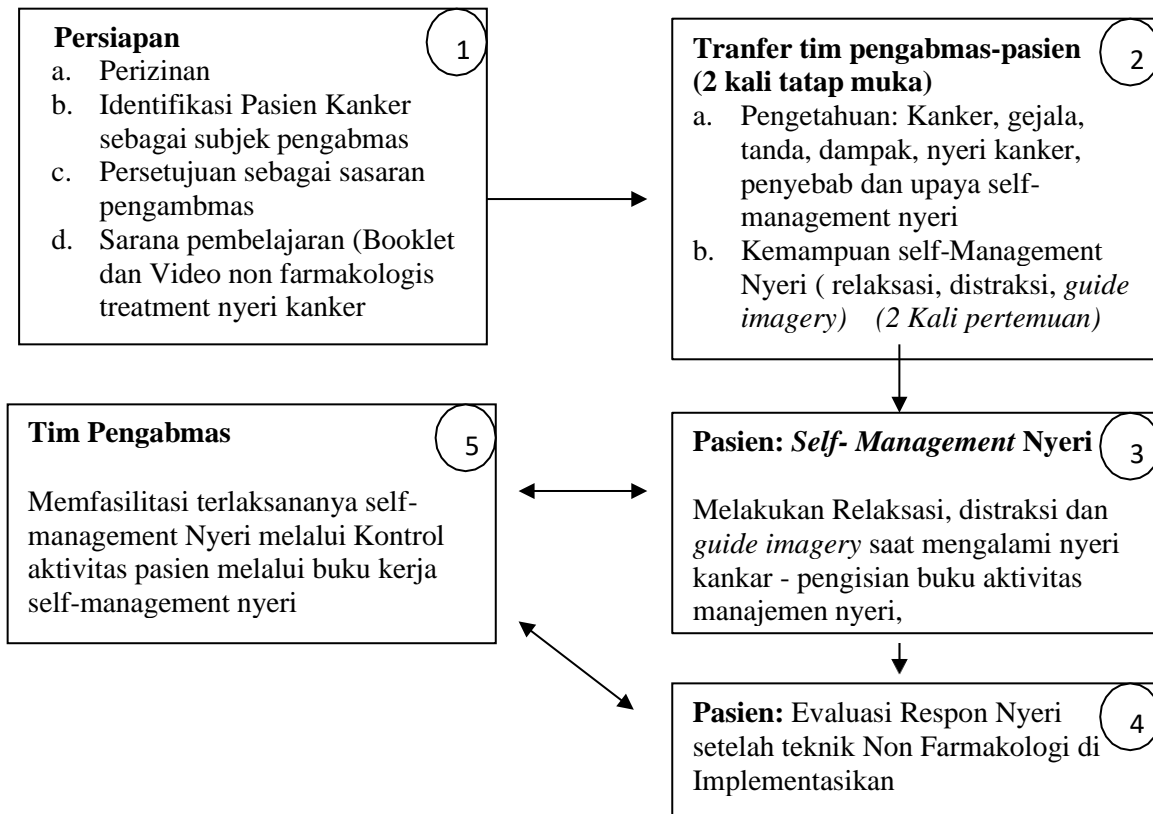 Persiapan
1
a. Perizinan
b. Identifikasi Pasien Kanker
sebagai subjek pengabmas
c. Persetujuan sebagai sasaran
pengambmas
d. Sarana pembelajaran (Booklet
dan Video non farmakologis
treatment nyeri kanker
Tranfer tim pengabmas-pasien
(2 kali tatap muka)
2
a. Pengetahuan: Kanker, gejala,
tanda, dampak, nyeri kanker,
penyebab dan upaya self-
management nyeri
b. Kemampuan self-Management
Nyeri ( relaksasi, distraksi, guide
imagery) (2 Kali pertemuan)
Pasien: Self- Management Nyeri
3
Melakukan Relaksasi, distraksi dan
guide imagery saat mengalami nyeri
kankar - pengisian buku aktivitas
manajemen nyeri,
Pasien: Evaluasi Respon Nyeri
setelah teknik Non Farmakologi di
Implementasikan
4
Tim Pengabmas
5
Memfasilitasi terlaksananya self-
management Nyeri melalui Kontrol
aktivitas pasien melalui buku kerja
self-management nyeri